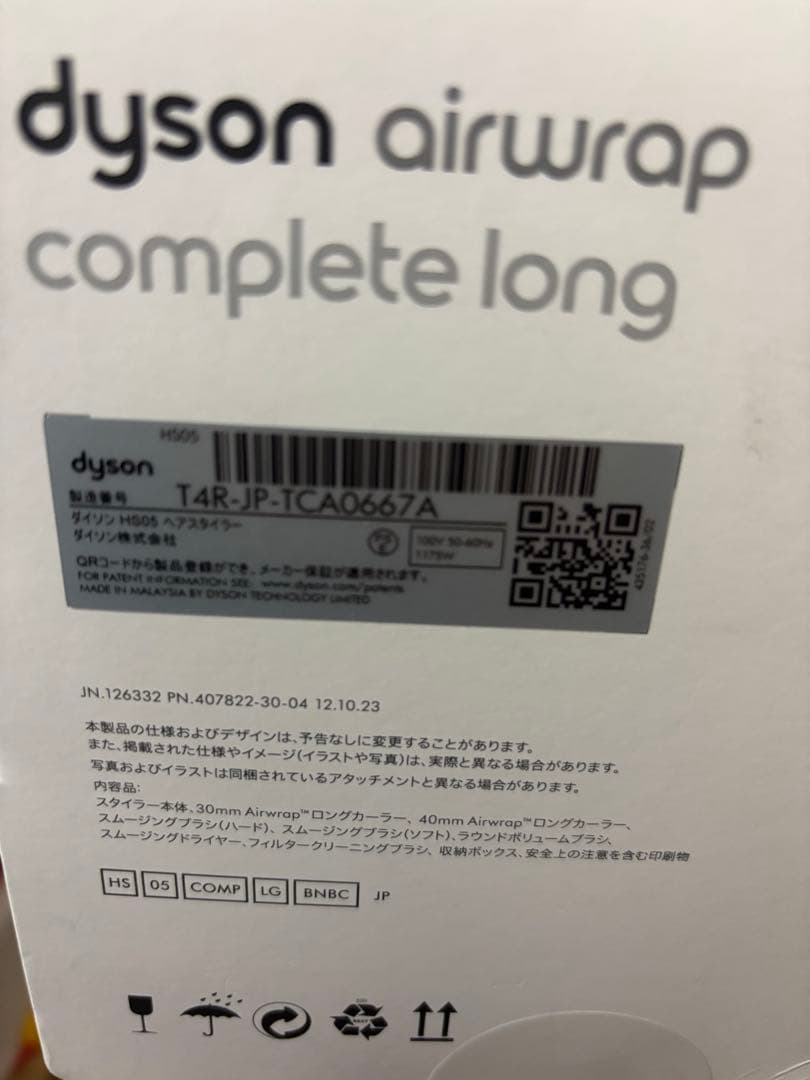 dyson airwrap
complete long
HS05
dyson
製造番号 T4R-JP-TCA0667A
ダイソン HS05 ヘアスタイラー
ダイソン株式会社
100V 50-60Hz
1175W
QRコードから製品登録ができ、メーカー保証が適用されます。
FOR PATENT INFORMATION SEE: www.dyson.com/patents
MADE IN MALAYSIA BY DYSON TECHNOLOGY LIMITED
425176-36/02
JN.126332 PN.407822-30-04 12.10.23
本製品の仕様およびデザインは、予告なしに変更することがあります。
また、掲載された仕様やイメージ(イラストや写真)は、実際と異なる場合があります。
写真およびイラストは同梱されているアタッチメントと異なる場合があります。
内容品:
スタイラー本体、30mm Airwrap™ロングカーラー、40mm Airwrap™ロングカーラー、
スムージングブラシ(ハード)、スムージングブラシ(ソフト)、ラウンドボリュームブラシ、
スムージングドライヤー、フィルタークリーニングブラシ、収納ボックス、安全上の注意を含む印刷物
HS 05 COMP LG BNBC JP